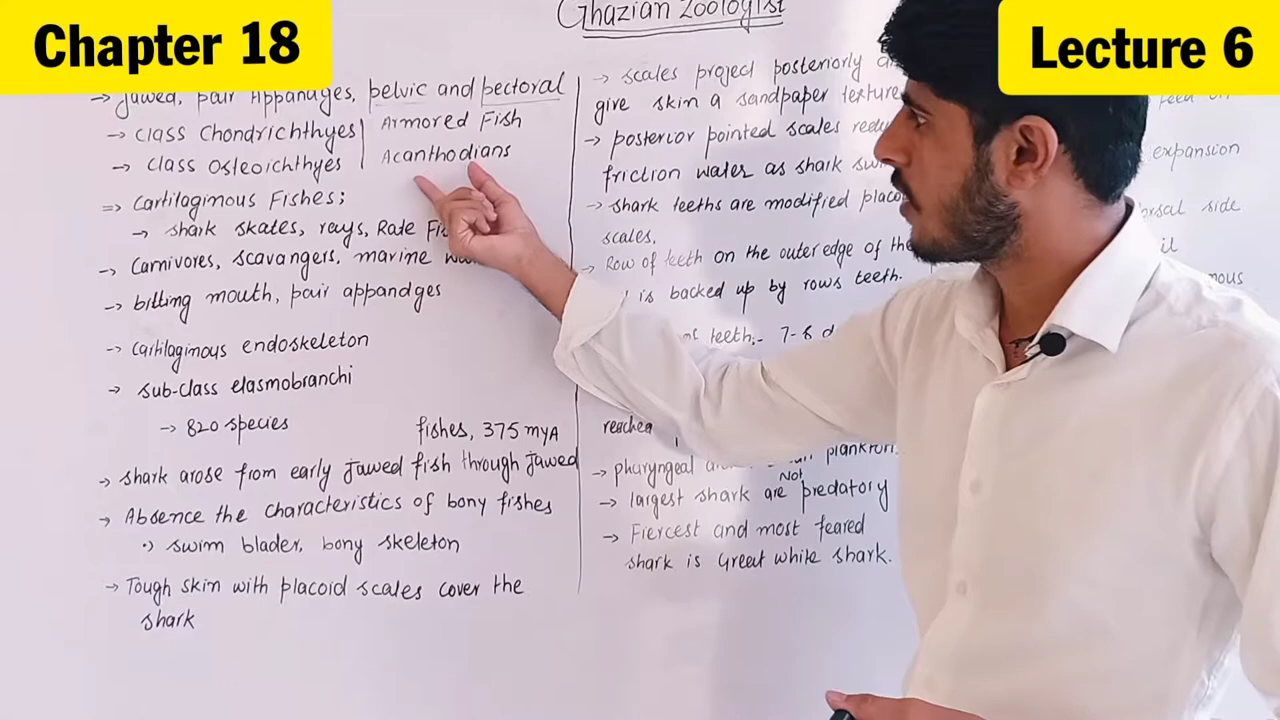 Chapter 18
Lecture 6
Ghazian Zoologist
→ Jawed, pair Appanages, pelvic and pectoral
→ class Chondrichthyes
→ class Osteoichthyes
Armored Fish
Acanthodians
⇒ Cartilaginous Fishes;
→ shark skates, rays, Rate
→ Carnivores, scavangers, marine
→ bitting mouth, pair appandges
→ Cartilaginous endoskeleton
→ sub-class elasmobranchi
→ 820 species
fishes, 375 myA
→ shark arose from early jawed fish through jawed
→ Absence the characteristics of bony fishes
•) swim blader, bony skeleton
→ Tough skin with placoid scales cover the
shark
→ scales project posteriorly
give skin a sandpaper texture
→ posterior pointed scales
friction water as shark
→ shark teeths are modified
scales.
→ Row of teeth on the outer edge of the
is backed up by rows teeth.
teeth:- 7-8
→ pharyngeal plankton.
Not
→ largest shark are predatory
→ Fiercest and most feared
shark is Great white shark.
feed on
expansion
side